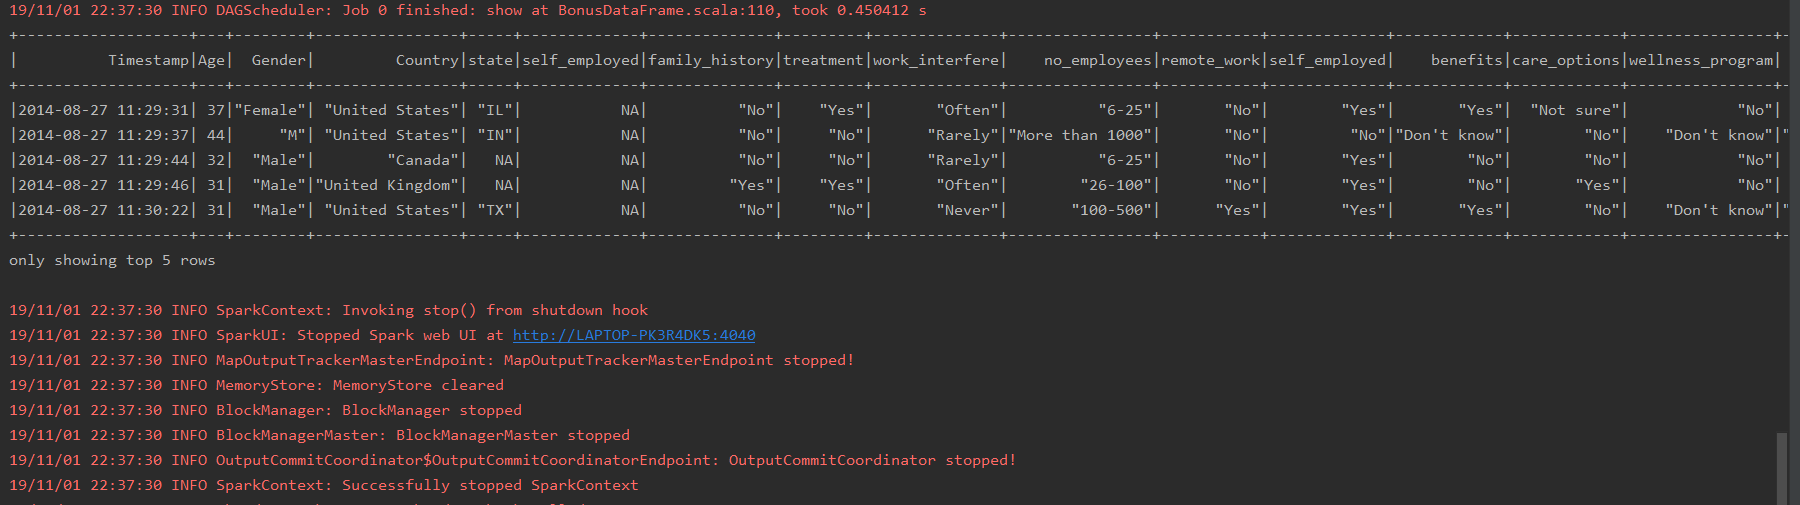 19/11/01 22:37:30 INFO DAGScheduler: Job 0 finished: show at BonusDataFrame.scala:110, took 0.450412 s
+-------------------+---+--------+----------------+-----+-------------+--------------+---------+--------------+----------------+-----------+-------------+------------+------------+----------------+-
|          Timestamp|Age|  Gender|         Country|state|self_employed|family_history|treatment|work_interfere|    no_employees|remote_work|self_employed|    benefits|care_options|wellness_program|
+-------------------+---+--------+----------------+-----+-------------+--------------+---------+--------------+----------------+-----------+-------------+------------+------------+----------------+-
|2014-08-27 11:29:31| 37|"Female"| "United States"| "IL"|           NA|          "No"|    "Yes"|       "Often"|          "6-25"|       "No"|        "Yes"|       "Yes"|  "Not sure"|            "No"|
|2014-08-27 11:29:37| 44|     "M"| "United States"| "IN"|           NA|          "No"|     "No"|      "Rarely"|"More than 1000"|       "No"|         "No"|"Don't know"|        "No"|    "Don't know"|"
|2014-08-27 11:29:44| 32|  "Male"|        "Canada"|   NA|           NA|          "No"|     "No"|      "Rarely"|          "6-25"|       "No"|        "Yes"|        "No"|        "No"|            "No"|
|2014-08-27 11:29:46| 31|  "Male"|"United Kingdom"|   NA|           NA|         "Yes"|    "Yes"|       "Often"|        "26-100"|       "No"|        "Yes"|        "No"|       "Yes"|            "No"|
|2014-08-27 11:30:22| 31|  "Male"| "United States"| "TX"|           NA|          "No"|     "No"|       "Never"|       "100-500"|      "Yes"|        "Yes"|       "Yes"|        "No"|    "Don't know"|"
+-------------------+---+--------+----------------+-----+-------------+--------------+---------+--------------+----------------+-----------+-------------+------------+------------+----------------+-
only showing top 5 rows
19/11/01 22:37:30 INFO SparkContext: Invoking stop() from shutdown hook
19/11/01 22:37:30 INFO SparkUI: Stopped Spark web UI at http://LAPTOP-PK3R4DK5:4040
19/11/01 22:37:30 INFO MapOutputTrackerMasterEndpoint: MapOutputTrackerMasterEndpoint stopped!
19/11/01 22:37:30 INFO MemoryStore: MemoryStore cleared
19/11/01 22:37:30 INFO BlockManager: BlockManager stopped
19/11/01 22:37:30 INFO BlockManagerMaster: BlockManagerMaster stopped
19/11/01 22:37:30 INFO OutputCommitCoordinator$OutputCommitCoordinatorEndpoint: OutputCommitCoordinator stopped!
19/11/01 22:37:30 INFO SparkContext: Successfully stopped SparkContext